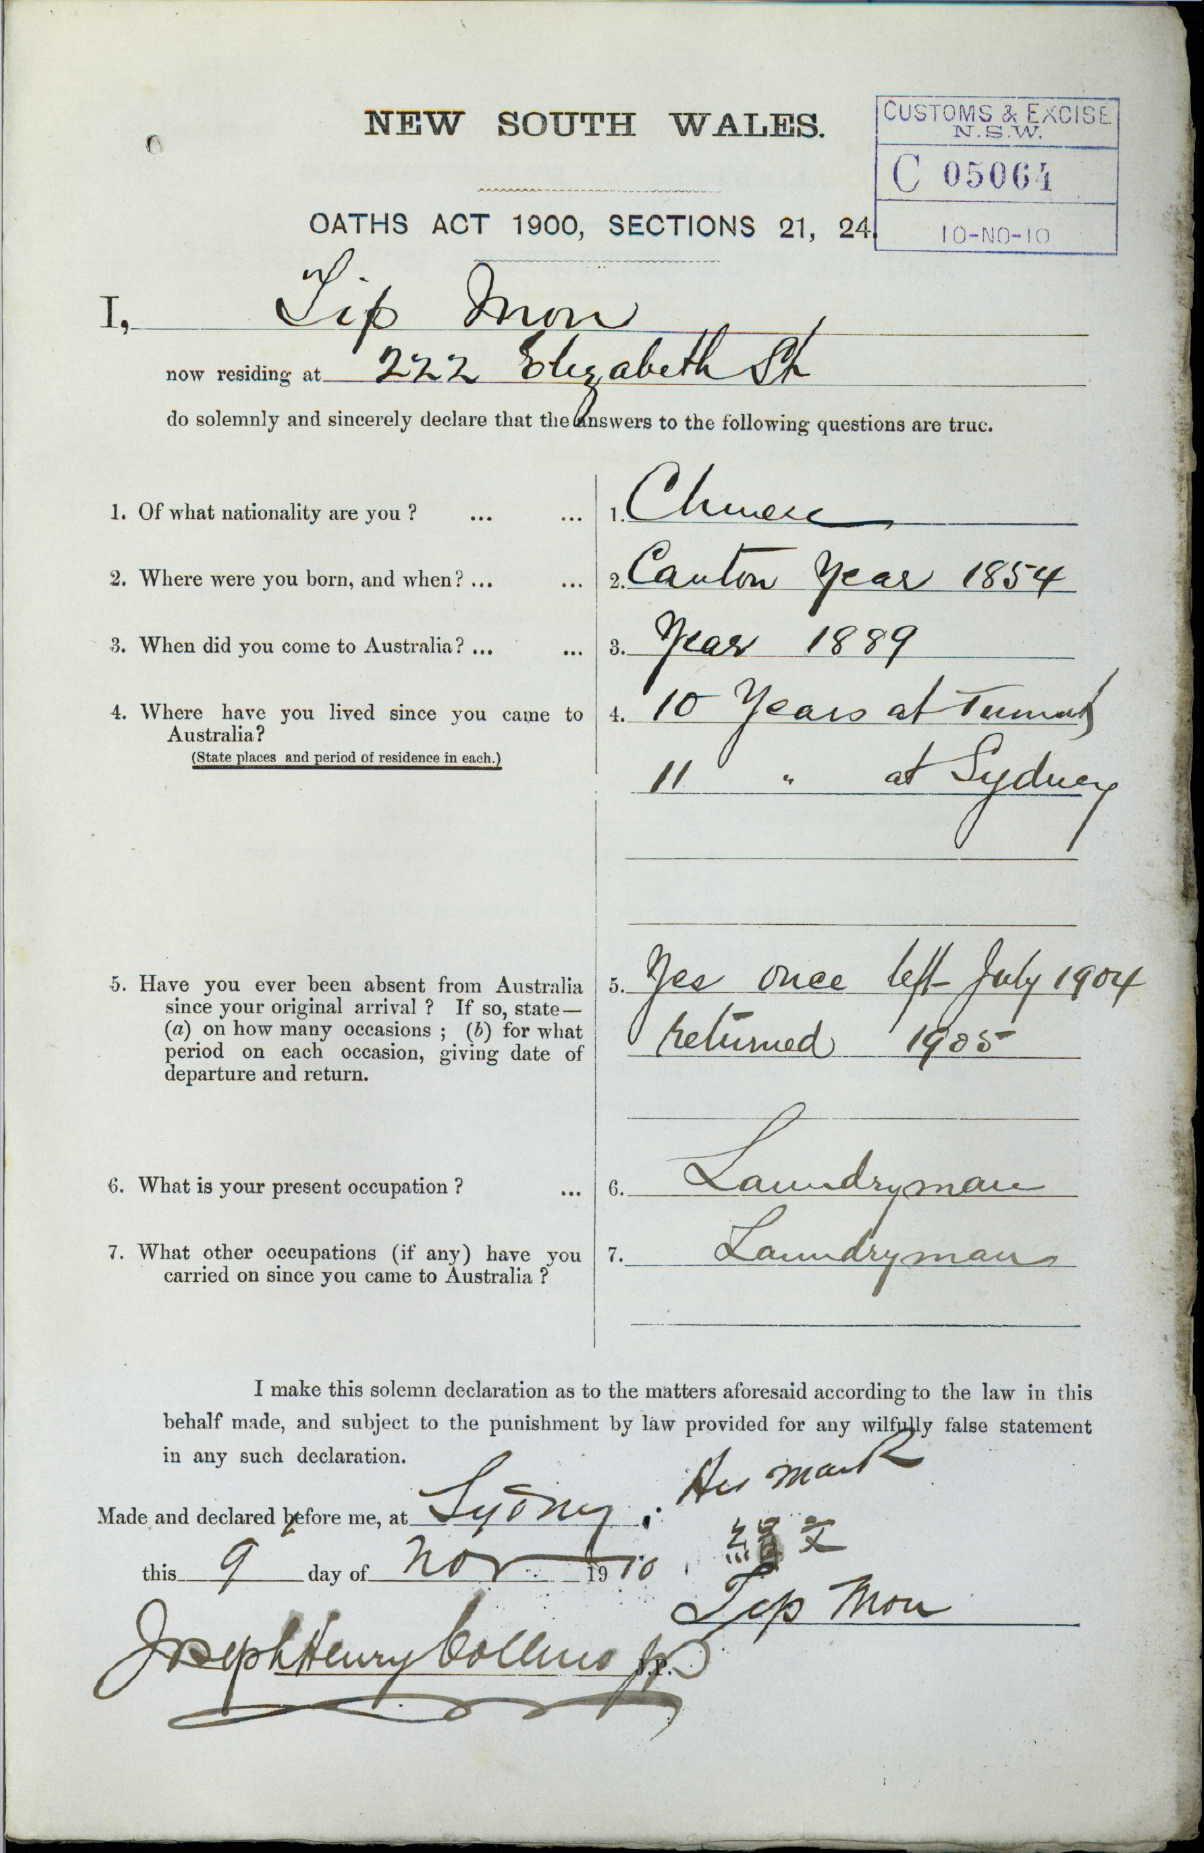 NEW SOUTH WALES.
CUSTOMS & EXCISE
N.S.W.
C 05064
10-NO-10
OATHS ACT 1900, SECTIONS 21, 24.
I, Tip Mon
now residing at 222 Elizabeth St
do solemnly and sincerely declare that the answers to the following questions are true.
1. Of what nationality are you? ... ... 1. Chinese
2. Where were you born, and when? ... ... 2. Canton Year 1854
3. When did you come to Australia? ... ... 3. Year 1889
4. Where have you lived since you came to 4. 10 Years at Tumut
Australia?
(State places and period of residence in each.)
11 " at Sydney
5. Have you ever been absent from Australia 5. Yes once left July 1904
since your original arrival? If so, state—
(a) on how many occasions; (b) for what returned 1905
period on each occasion, giving date of
departure and return.
6. What is your present occupation? ... 6. Laundryman
7. What other occupations (if any) have you 7. Laundryman
carried on since you came to Australia?
I make this solemn declaration as to the matters aforesaid according to the law in this
behalf made, and subject to the punishment by law provided for any wilfully false statement
in any such declaration.
His mark
Made and declared before me, at Sydney
this 9 day of Nov 1910
Tip Mon
Joseph Henry Collins JP
J.P.